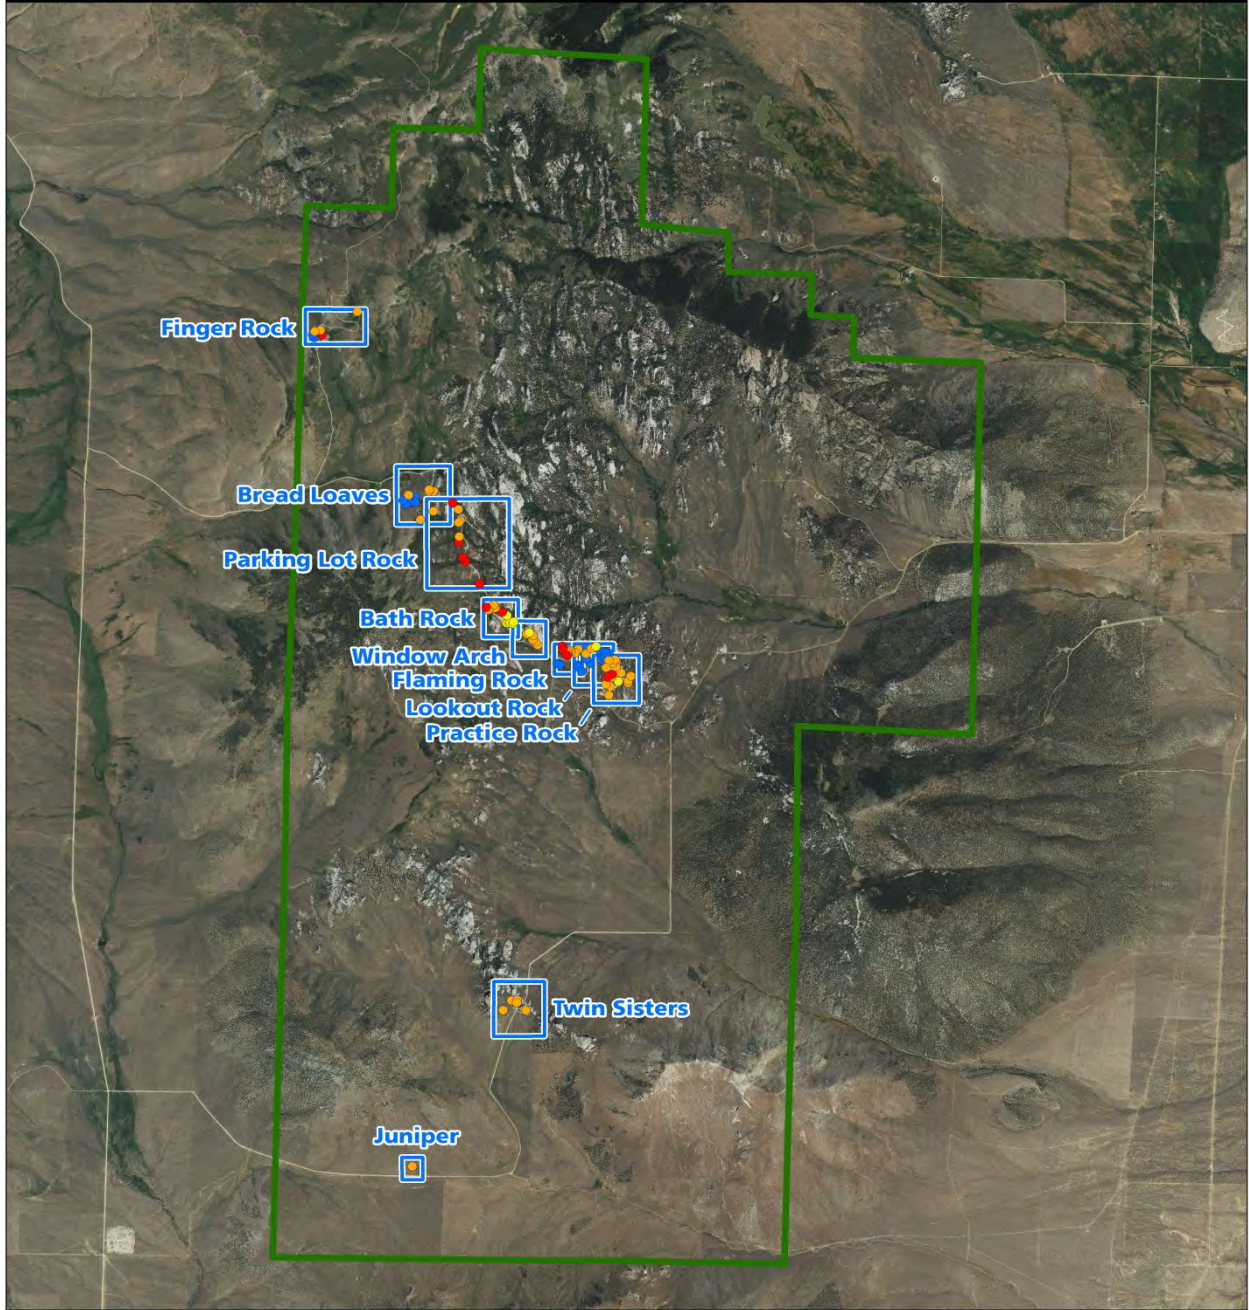 Finger Rock
Bread Loaves
Parking Lot Rock
Bath Rock
Window Arch
Flaming Rock
Lookout Rock
Practice Rock
Twin Sisters
Juniper